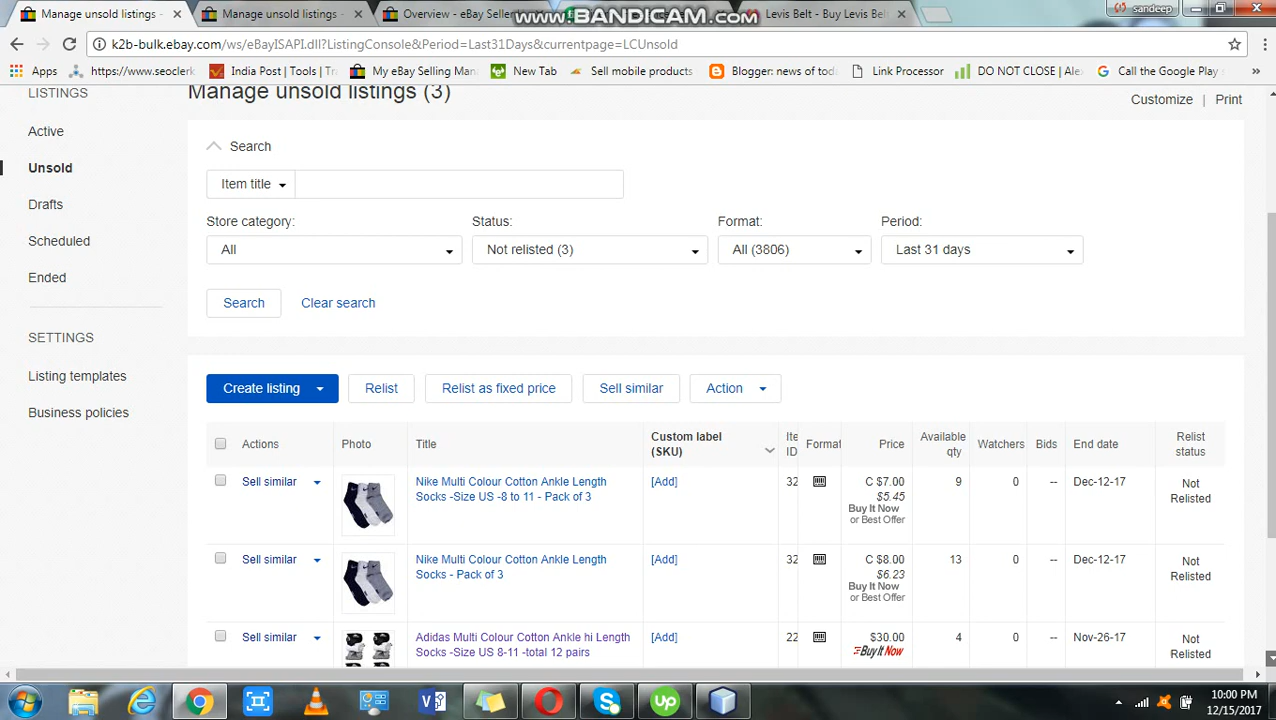 Manage unsold listings -
Manage unsold listings -
Overview - eBay Sell
Levis Belt - Buy Levis Bel
www.BANDICAM.com
sandeep
k2b-bulk.ebay.com/ws/eBayISAPI.dll?ListingConsole&Period=Last31Days&currentpage=LCUnsold
Apps
https://www.seoclerk
India Post | Tools | Tra
My eBay Selling Man
New Tab
Sell mobile products
Blogger: news of tod
Link Processor
DO NOT CLOSE | Ale
Call the Google Play
LISTINGS
Manage unsold listings (3)
Customize | Print
Active
Unsold
Drafts
Scheduled
Ended
SETTINGS
Listing templates
Business policies
Search
Item title
Store category:
Status:
Format:
Period:
All
Not relisted (3)
All (3806)
Last 31 days
Search
Clear search
Create listing
Relist
Relist as fixed price
Sell similar
Action
Actions
Photo
Title
Custom label
(SKU)
Ite
ID
Format
Price
Available
qty
Watchers
Bids
End date
Relist
status
Sell similar
Nike Multi Colour Cotton Ankle Length
Socks -Size US -8 to 11 - Pack of 3
[Add]
32
C $7.00
$5.45
Buy It Now
or Best Offer
9
0
--
Dec-12-17
Not
Relisted
Sell similar
Nike Multi Colour Cotton Ankle Length
Socks - Pack of 3
[Add]
32
C $8.00
$6.23
Buy It Now
or Best Offer
13
0
--
Dec-12-17
Not
Relisted
Sell similar
Adidas Multi Colour Cotton Ankle hi Length
Socks -Size US 8-11 -total 12 pairs
[Add]
22
$30.00
Buy It Now
4
0
--
Nov-26-17
Not
Relisted
10:00 PM
12/15/2017